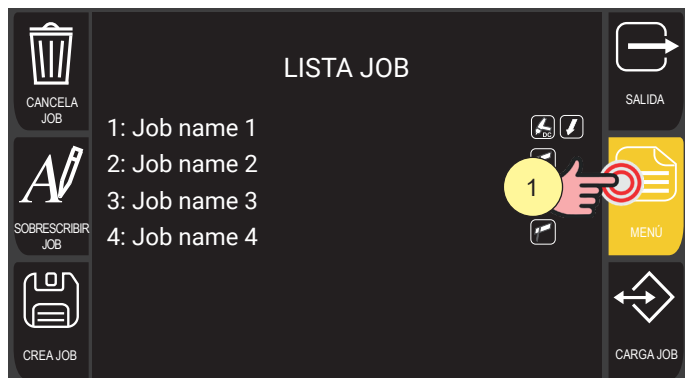 LISTA JOB
CANCELA
JOB
SALIDA
1: Job name 1
DC
2: Job name 2
1
3: Job name 3
SOBRESCRIBIR
JOB
MENÚ
4: Job name 4
CREA JOB
CARGA JOB